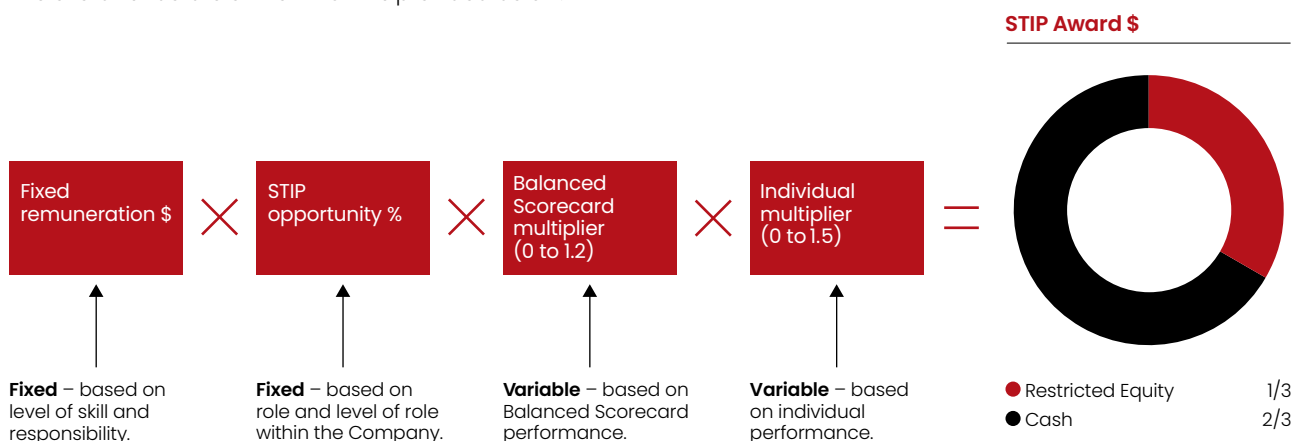 STIP Award $
Fixed
remuneration $
STIP
opportunity %
Balanced
Scorecard
multiplier
(0 to 1.2)
Individual
multiplier
(0 to 1.5)
Fixed – based on
level of skill and
responsibility.
Fixed – based on
role and level of role
within the Company.
Variable – based on
Balanced Scorecard
performance.
Variable – based
on individual
performance.
Restricted Equity 1/3
Cash 2/3